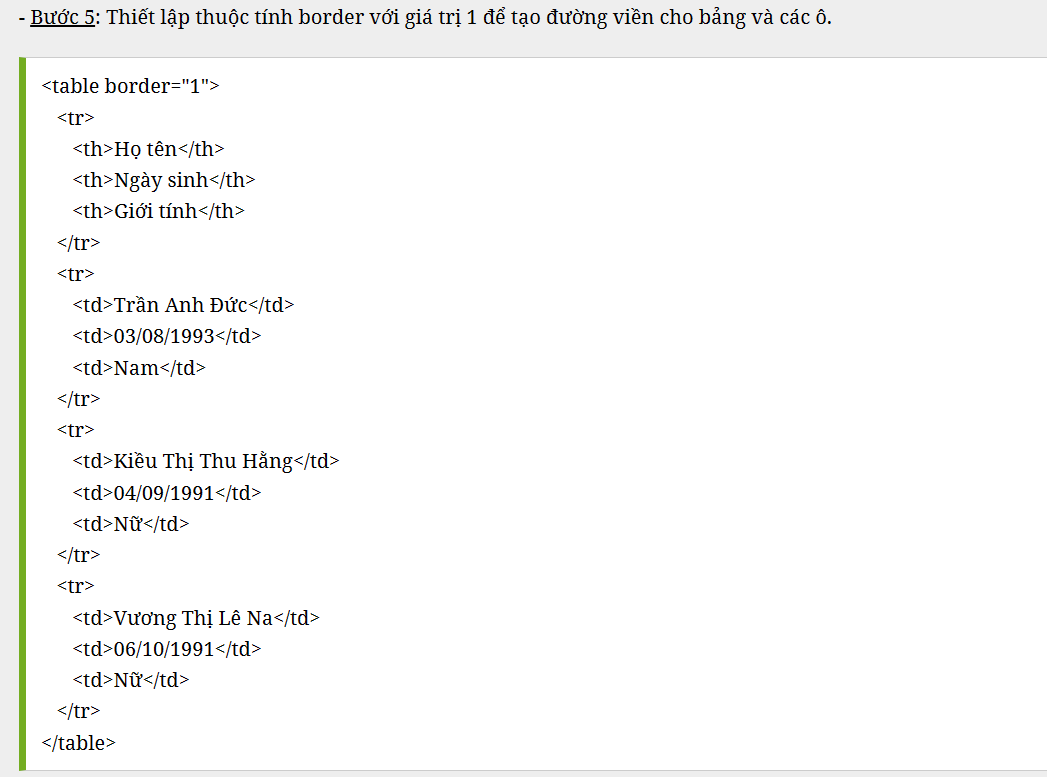 - Bước 5: Thiết lập thuộc tính border với giá trị 1 để tạo đường viền cho bảng và các ô.
<table border="1">
<tr>
<th>Họ tên</th>
<th>Ngày sinh</th>
<th>Giới tính</th>
</tr>
<tr>
<td>Trần Anh Đức</td>
<td>03/08/1993</td>
<td>Nam</td>
</tr>
<tr>
<td>Kiều Thị Thu Hằng</td>
<td>04/09/1991</td>
<td>Nữ</td>
</tr>
<tr>
<td>Vương Thị Lê Na</td>
<td>06/10/1991</td>
<td>Nữ</td>
</tr>
</table>